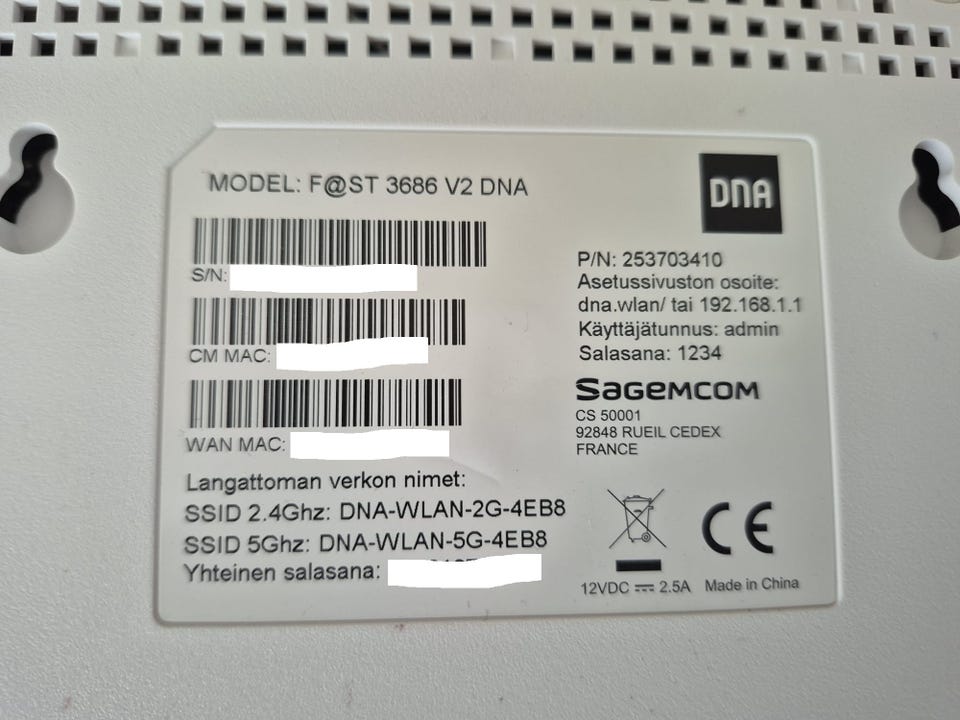 MODEL: F@ST 3686 V2 DNA
DNA
S/N:
CM MAC:
WAN MAC:
Langattoman verkon nimet:
SSID 2.4Ghz: DNA-WLAN-2G-4EB8
SSID 5Ghz: DNA-WLAN-5G-4EB8
Yhteinen salasana:
P/N: 253703410
Asetussivuston osoite:
dna.wlan/ tai 192.168.1.1
Käyttäjätunnus: admin
Salasana: 1234
SAGEMCOM
CS 50001
92848 RUEIL CEDEX
FRANCE
CE
12VDC ⎓ 2.5A Made in China